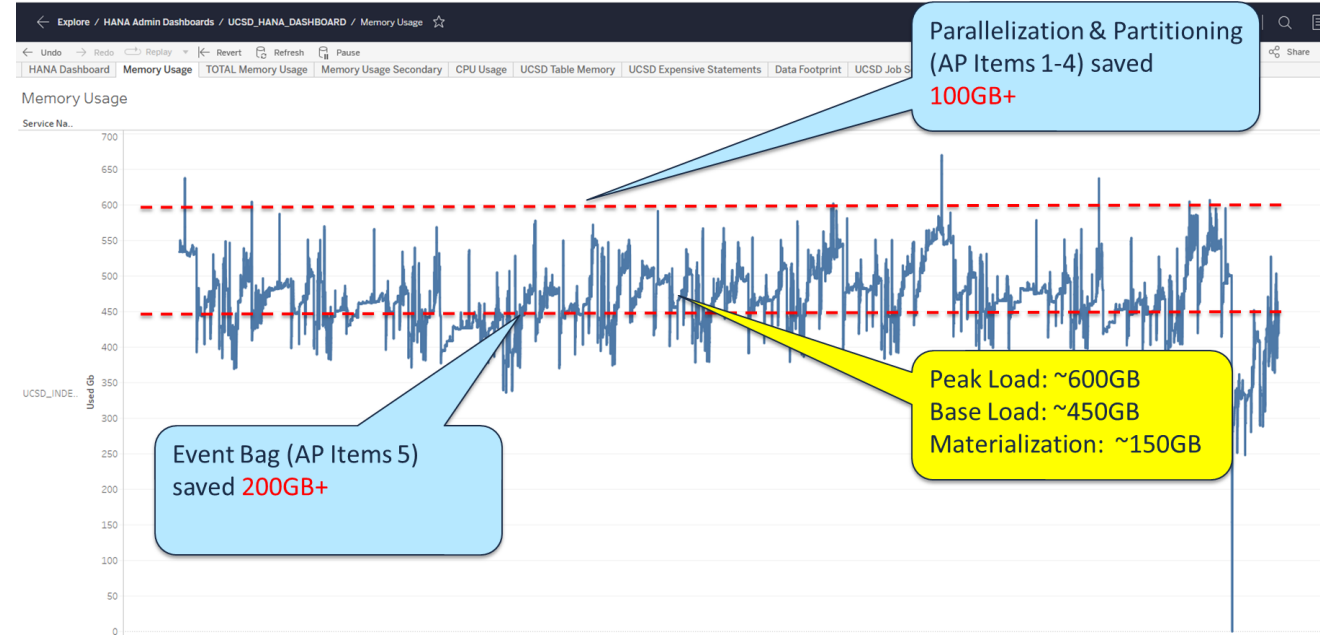 Explore / HANA Admin Dashboards / UCSD_HANA_DASHBOARD / Memory Usage
Undo Redo Replay Revert Refresh Pause Share
HANA Dashboard Memory Usage TOTAL Memory Usage Memory Usage Secondary CPU Usage UCSD Table Memory UCSD Expensive Statements Data Footprint UCSD Job S
Memory Usage
Service Na..
700
650
600
550
500
450
400
350
300
250
200
150
100
50
0
UCSD_INDE..
Used Gb
Parallelization & Partitioning
(AP Items 1-4) saved
100GB+
Peak Load: ~600GB
Base Load: ~450GB
Materialization: ~150GB
Event Bag (AP Items 5)
saved 200GB+